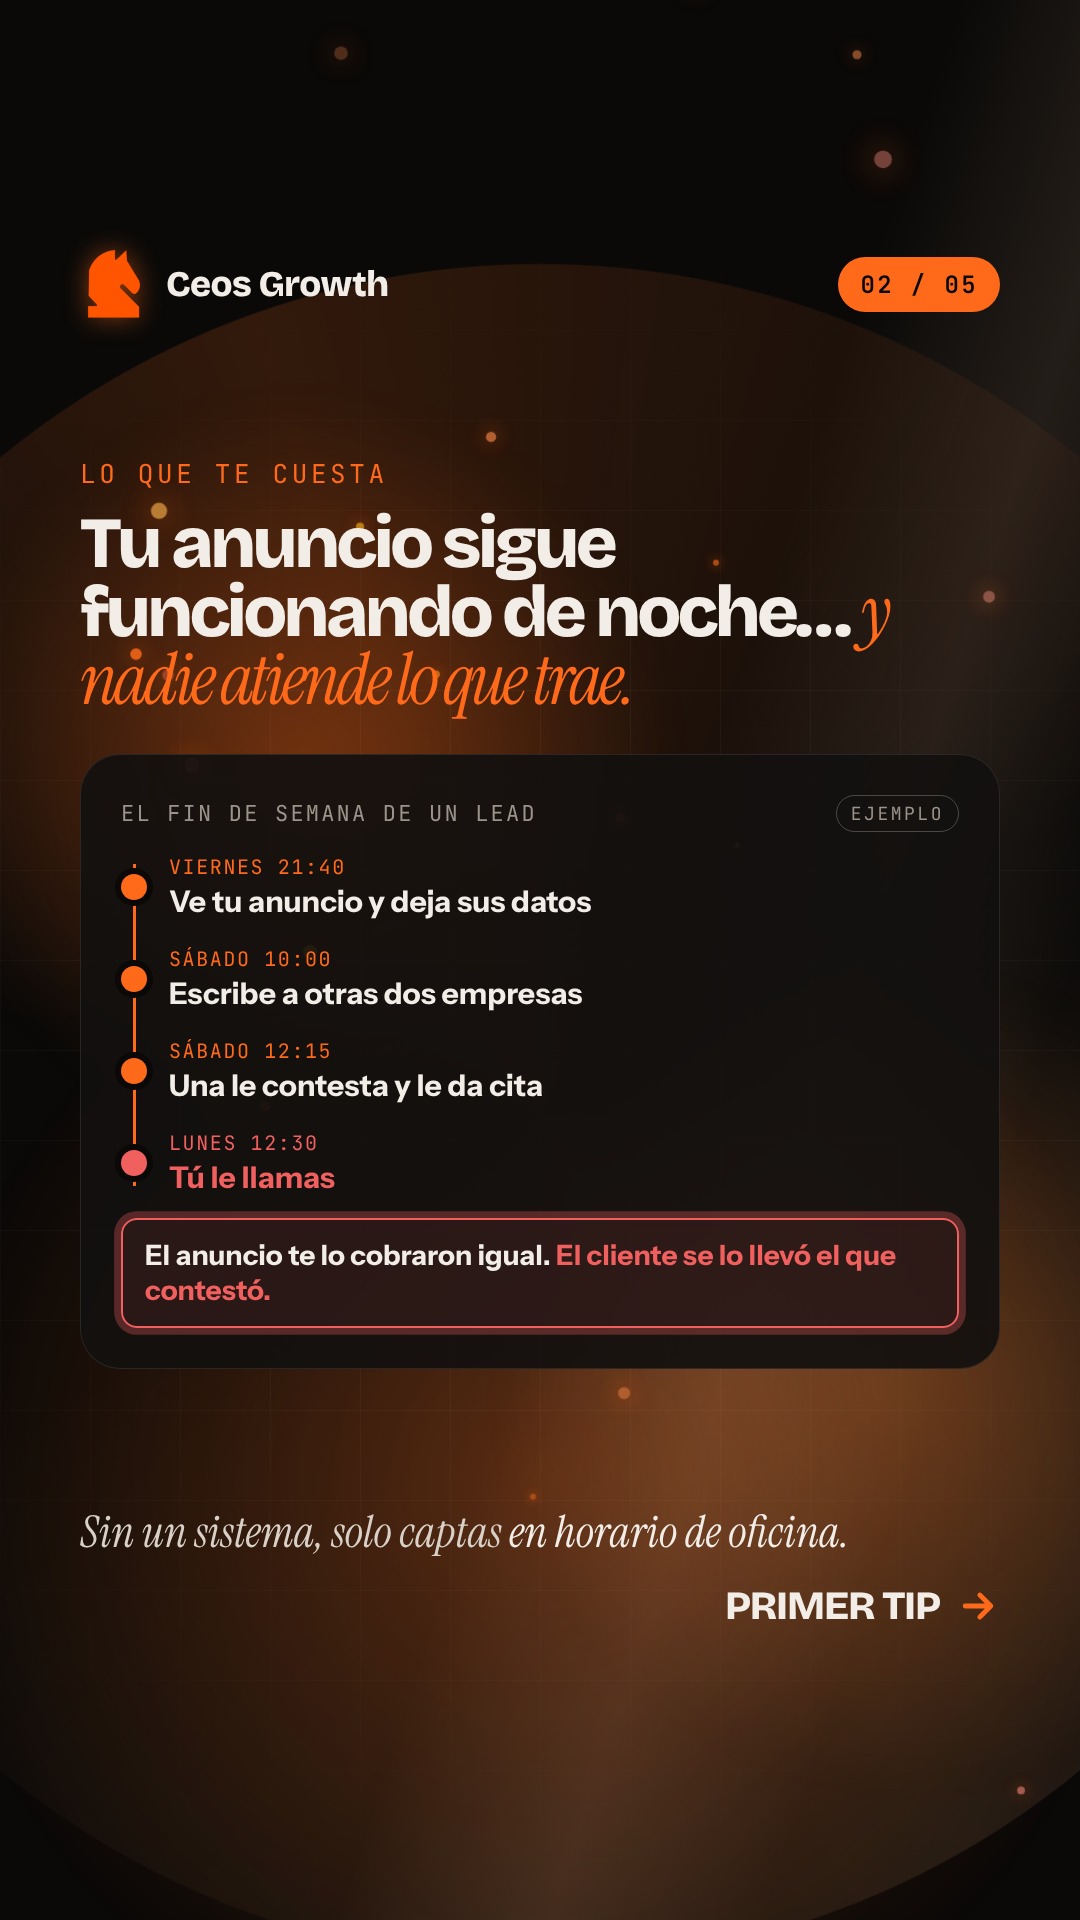 Ceos Growth
02 / 05
LO QUE TE CUESTA
Tu anuncio sigue
funcionando de noche... y
nadie atiende lo que trae.
EL FIN DE SEMANA DE UN LEAD
EJEMPLO
VIERNES 21:40
Ve tu anuncio y deja sus datos
SÁBADO 10:00
Escribe a otras dos empresas
SÁBADO 12:15
Una le contesta y le da cita
LUNES 12:30
Tú le llamas
El anuncio te lo cobraron igual. El cliente se lo llevó el que
contestó.
Sin un sistema, solo captas en horario de oficina.
PRIMER TIP →